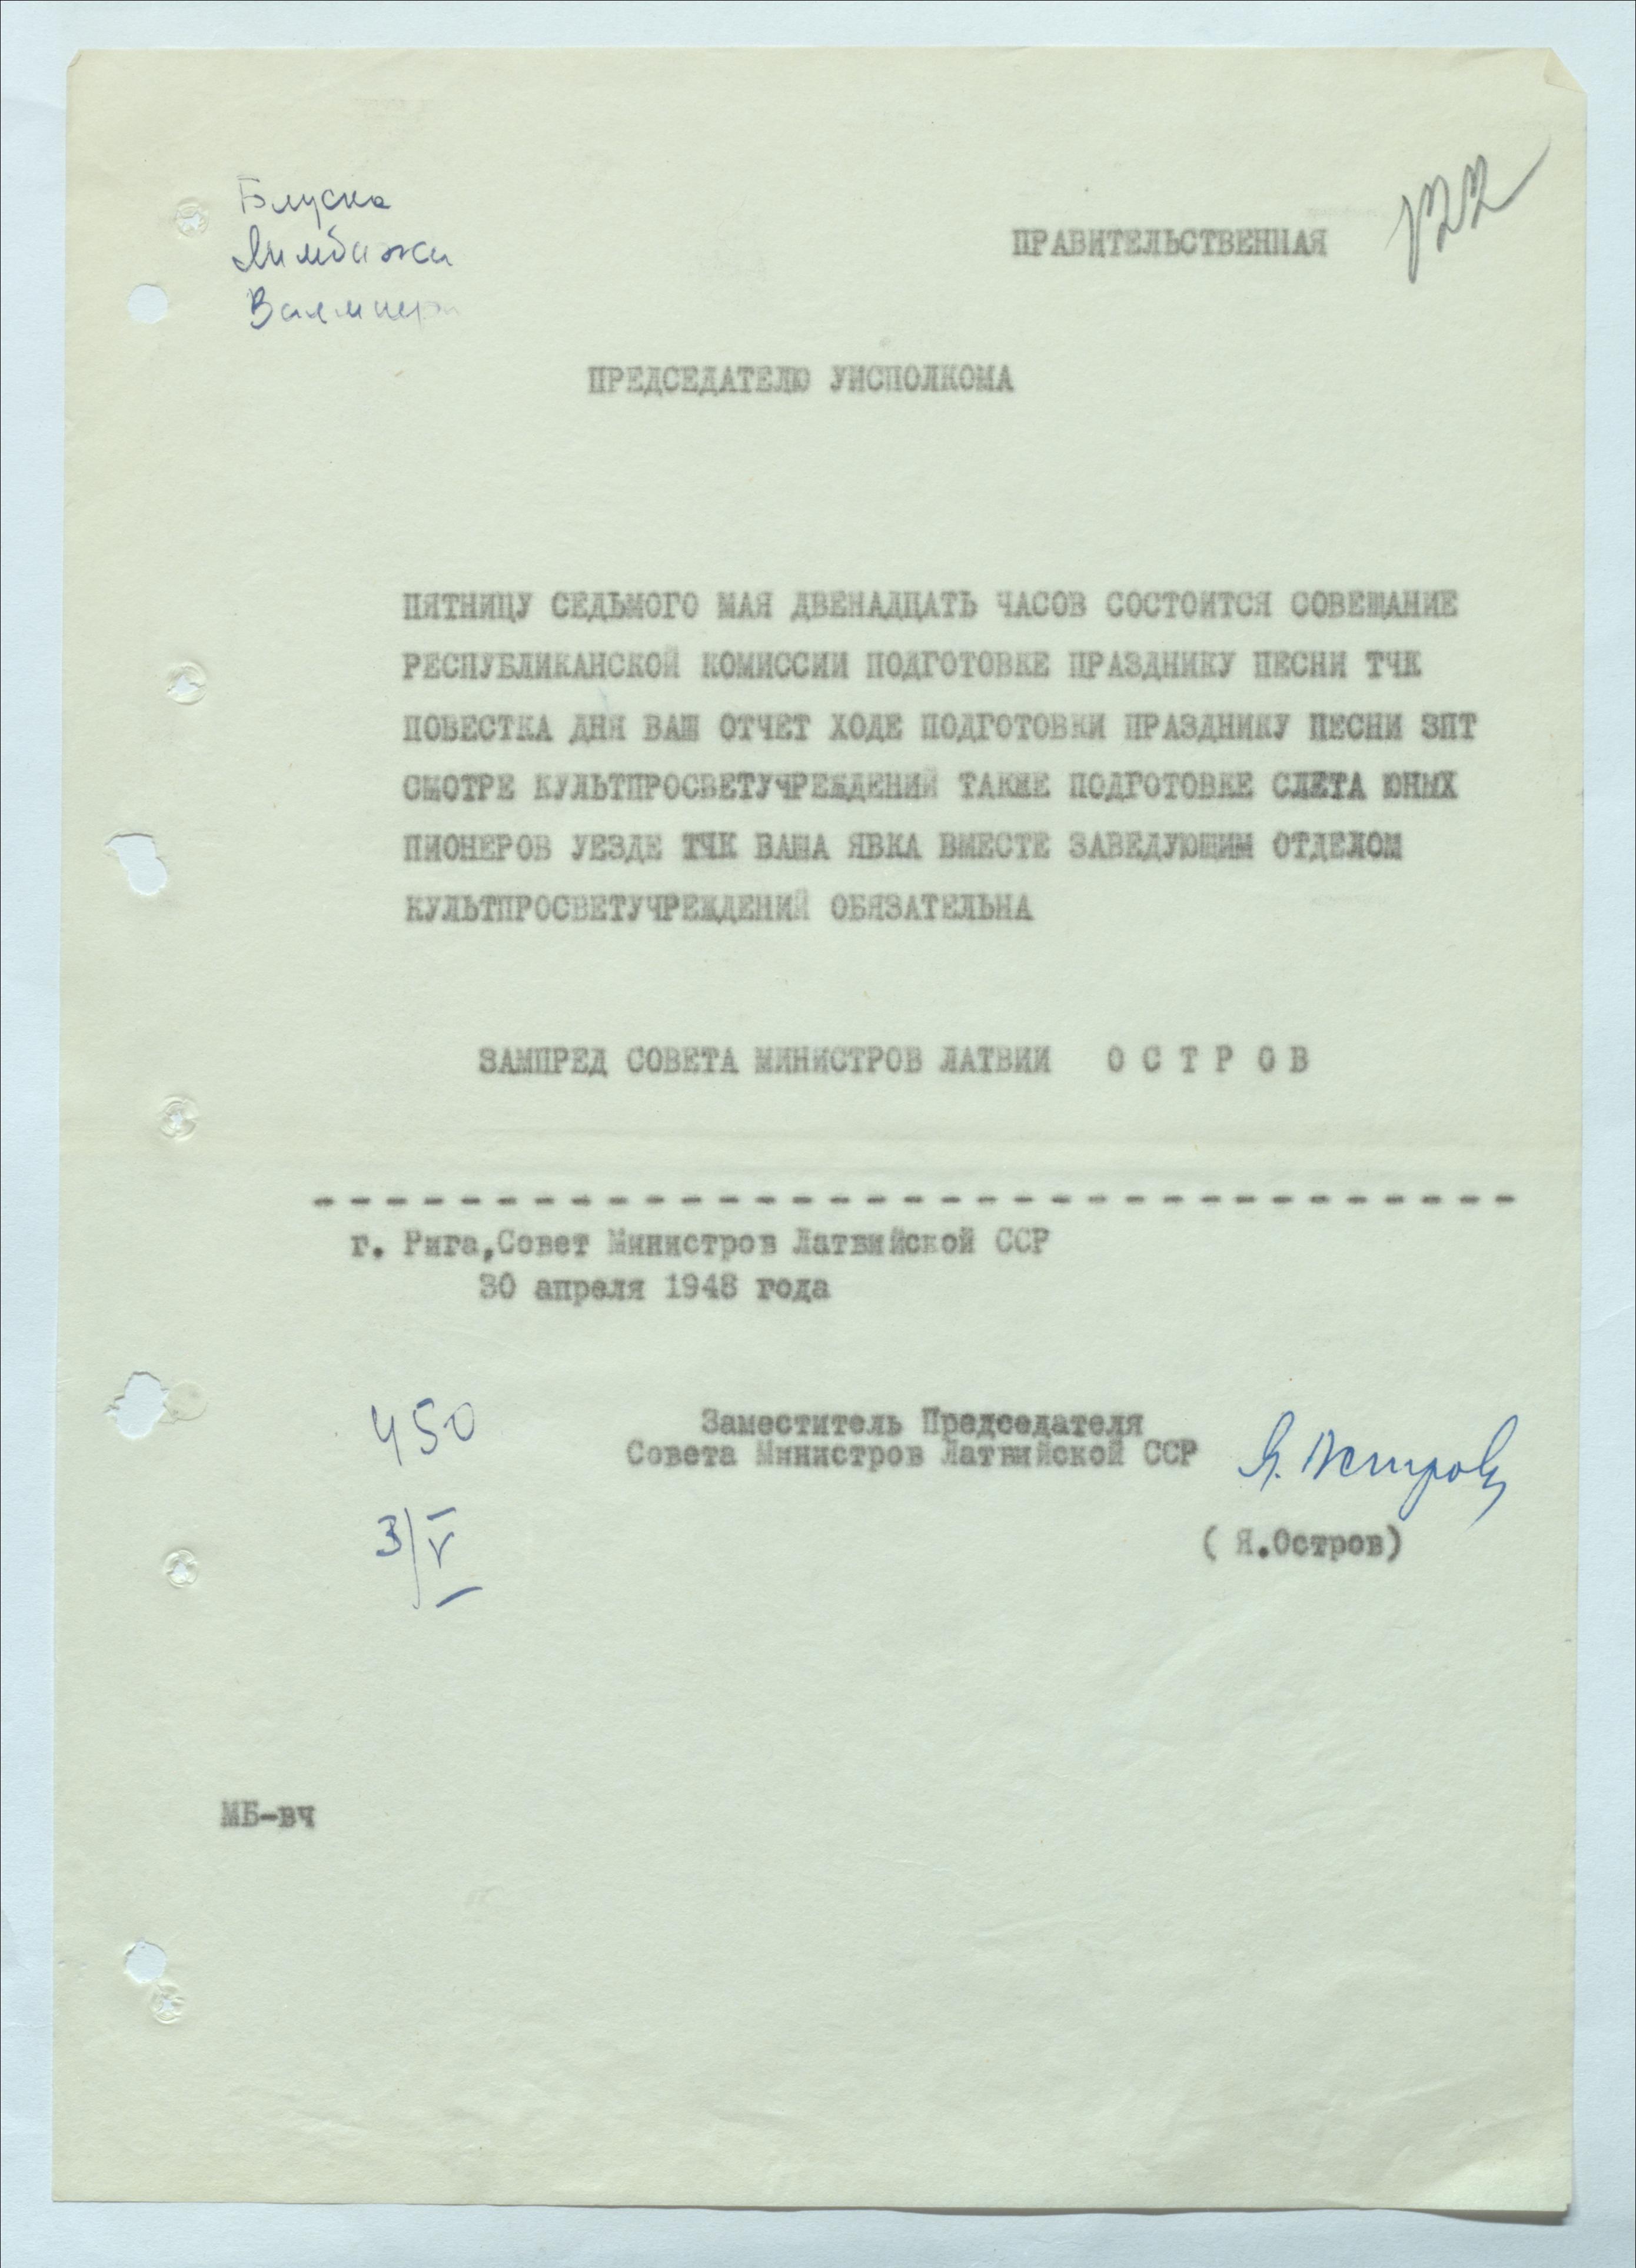 Лимбажи
Валмиера
ПРАВИТЕЛЬСТВЕННАЯ
122
ПРЕДСЕДАТЕЛЮ УИСПОЛКОМА
ПЯТНИЦУ СЕДЬМОГО МАЯ ДВЕНАДЦАТЬ ЧАСОВ СОСТОИТСЯ СОВЕЩАНИЕ
РЕСПУБЛИКАНСКОЙ КОМИССИИ ПОДГОТОВКЕ ПРАЗДНИКУ ПЕСНИ ТЧК
ПОВЕСТКА ДНЯ ВАШ ОТЧЕТ ХОДЕ ПОДГОТОВКИ ПРАЗДНИКУ ПЕСНИ ЗПТ
СМОТРЕ КУЛЬТПРОСВЕТУЧРЕЖДЕНИЙ ТАКЖЕ ПОДГОТОВКЕ СЛЕТА ЮНЫХ
ПИОНЕРОВ УЕЗДЕ ТЧК ВАША ЯВКА ВМЕСТЕ ЗАВЕДУЮЩИМ ОТДЕЛОМ
КУЛЬТПРОСВЕТУЧРЕЖДЕНИЙ ОБЯЗАТЕЛЬНА
ЗАМПРЕД СОВЕТА МИНИСТРОВ ЛАТВИИ О С Т Р О В
г. Рига,Совет Министров Латвийской ССР
30 апреля 1948 года
450
Заместитель Председателя
Совета Министров Латвийской ССР
Я. Остров
3/V
( Я.Остров)
МБ-вч